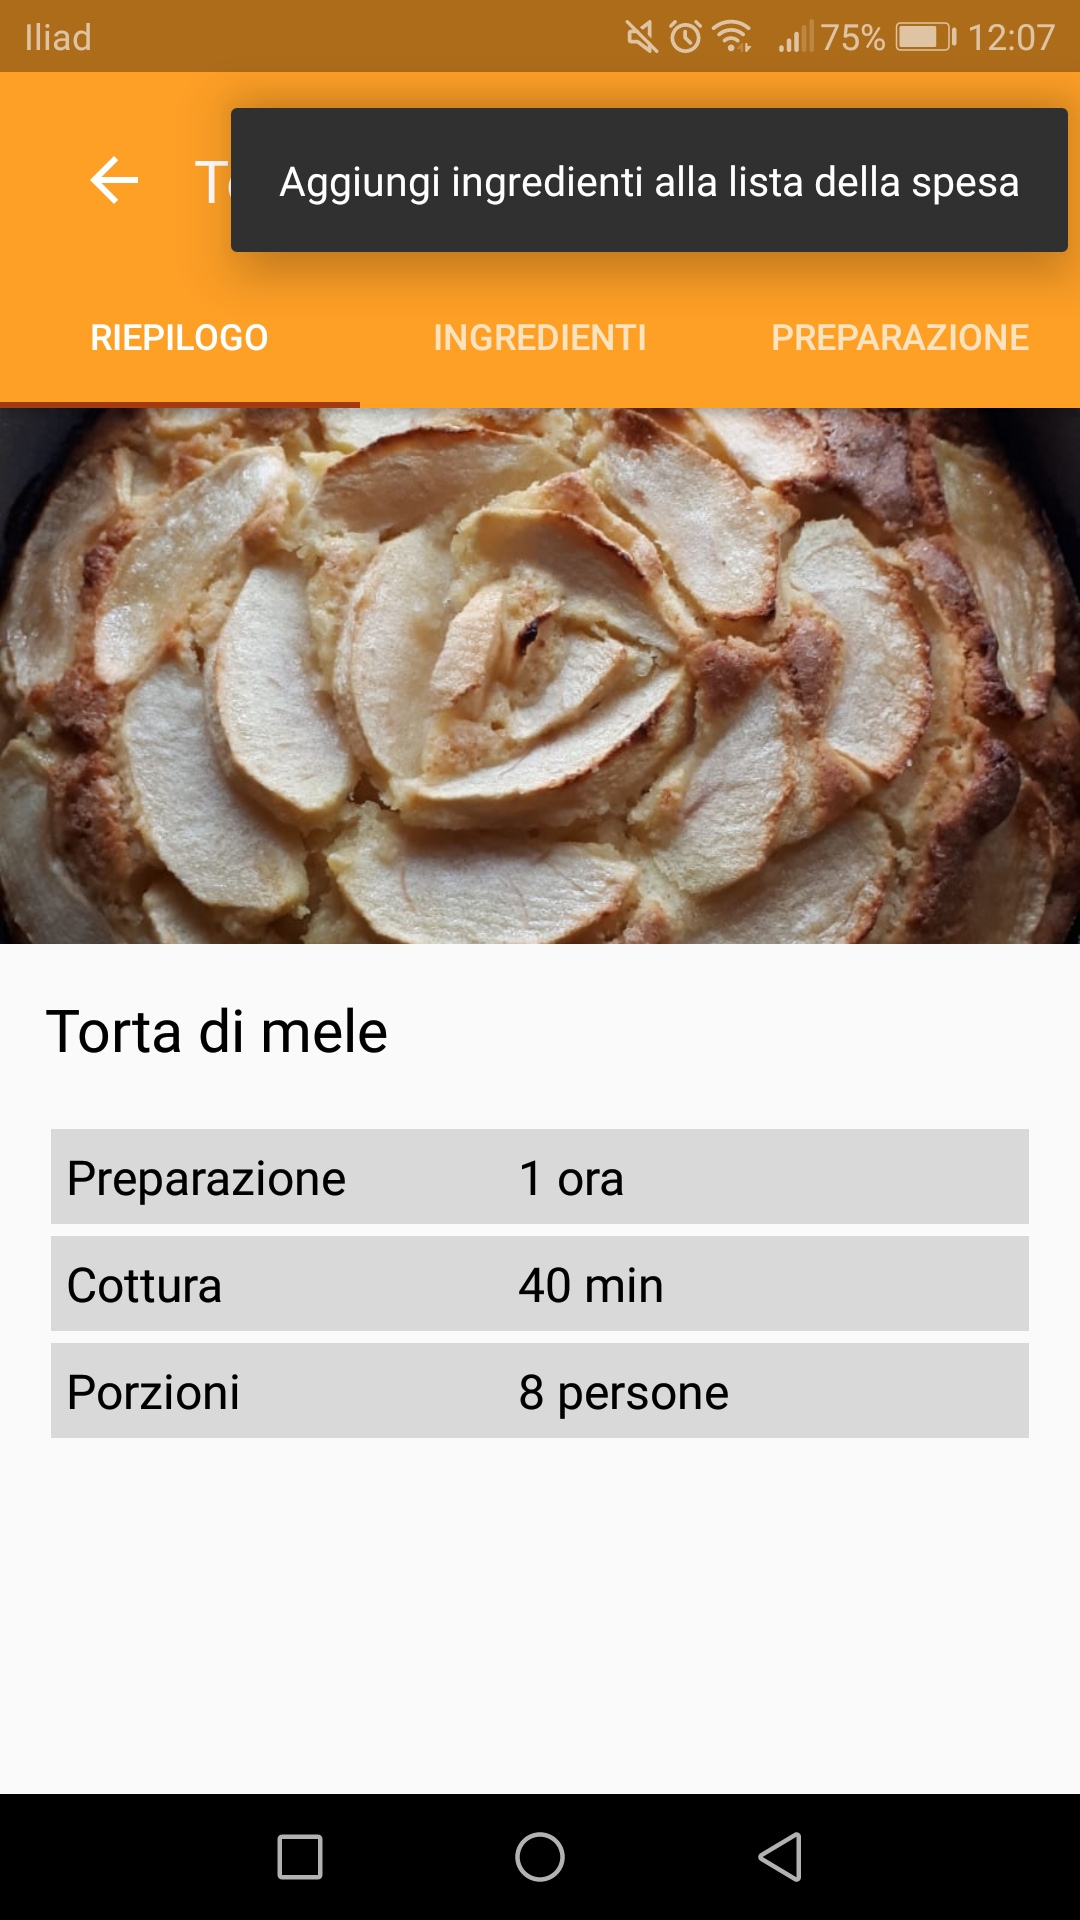 Iliad 75% 12:07
Aggiungi ingredienti alla lista della spesa
RIEPILOGO INGREDIENTI PREPARAZIONE
Torta di mele
Preparazione 1 ora
Cottura 40 min
Porzioni 8 persone